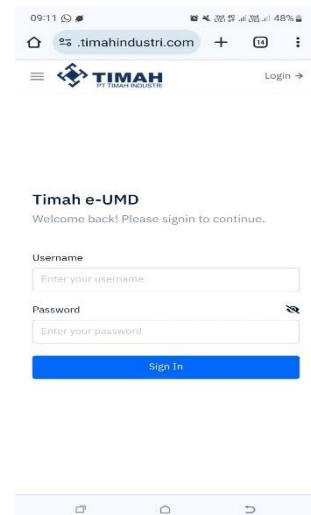 09:11
48%
.timahindustri.com
14
TIMAH
PT TIMAH INDUSTRI
Login →
Timah e-UMD
Welcome back! Please signin to continue.
Username
Enter your username
Password
Enter your password
Sign In